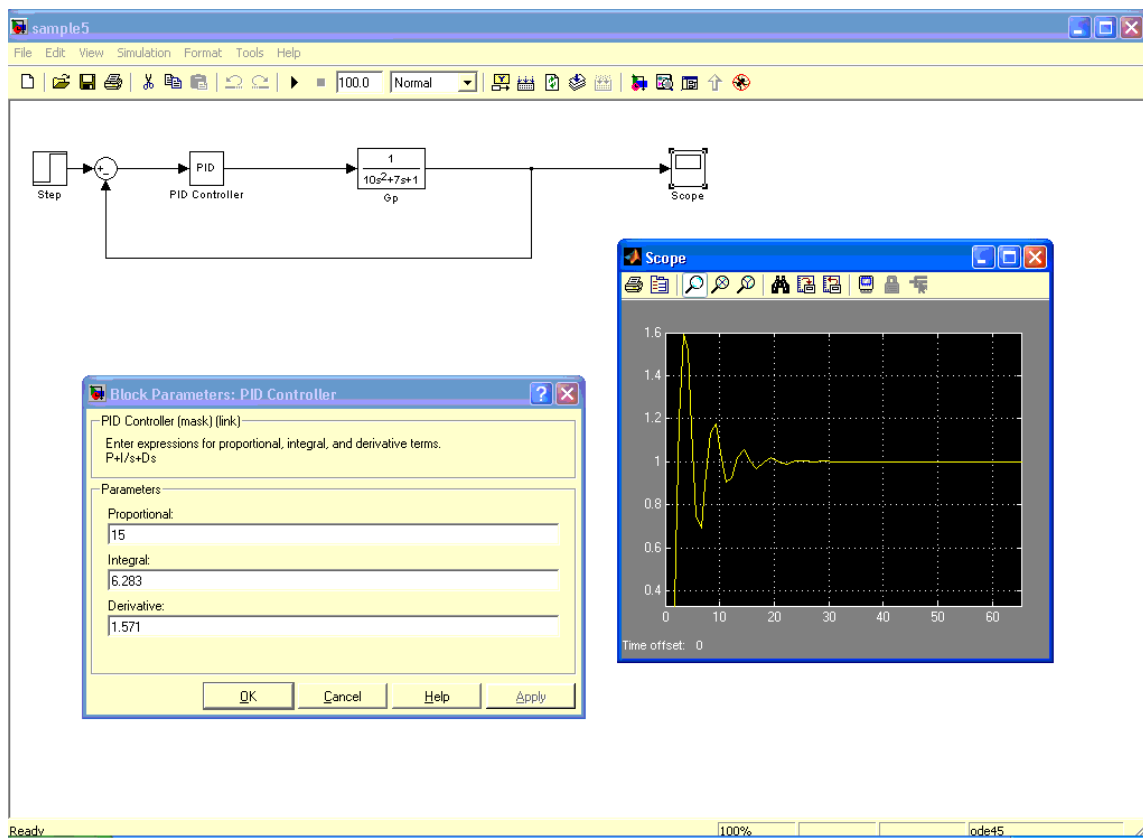 sample5
File Edit View Simulation Format Tools Help
100.0 Normal
Step
+
-
PID
PID Controller
1
10s²+7s+1
Gp
Scope
Scope
1.6
1.4
1.2
1
0.8
0.6
0.4
0 10 20 30 40 50 60
Time offset: 0
Block Parameters: PID Controller
PID Controller (mask) (link)
Enter expressions for proportional, integral, and derivative terms.
P+I/s+Ds
Parameters
Proportional:
15
Integral:
6.283
Derivative:
1.571
OK Cancel Help Apply
Ready 100% ode45